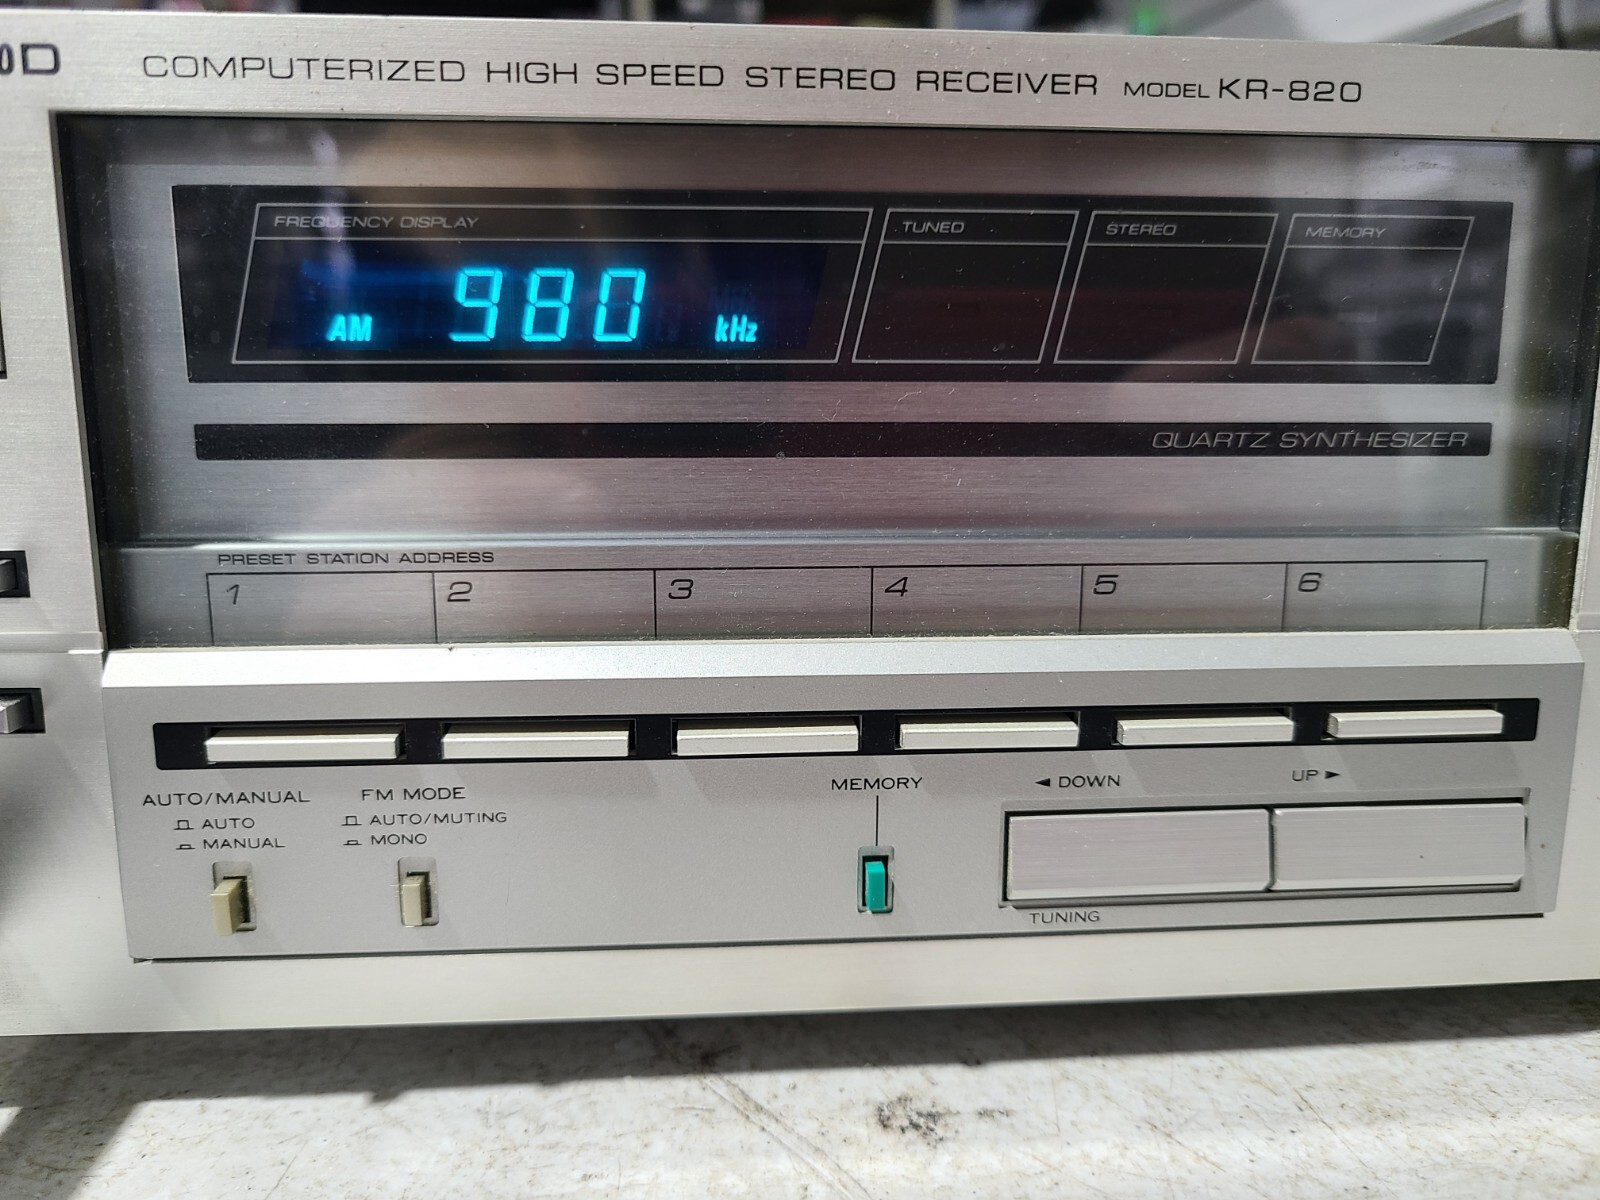 0D COMPUTERIZED HIGH SPEED STEREO RECEIVER MODEL KR-820
FREQUENCY DISPLAY TUNED STEREO MEMORY
AM 980 kHz
QUARTZ SYNTHESIZER
PRESET STATION ADDRESS
1 2 3 4 5 6
MEMORY ◄ DOWN UP ►
AUTO/MANUAL FM MODE
AUTO AUTO/MUTING
MANUAL MONO
TUNING